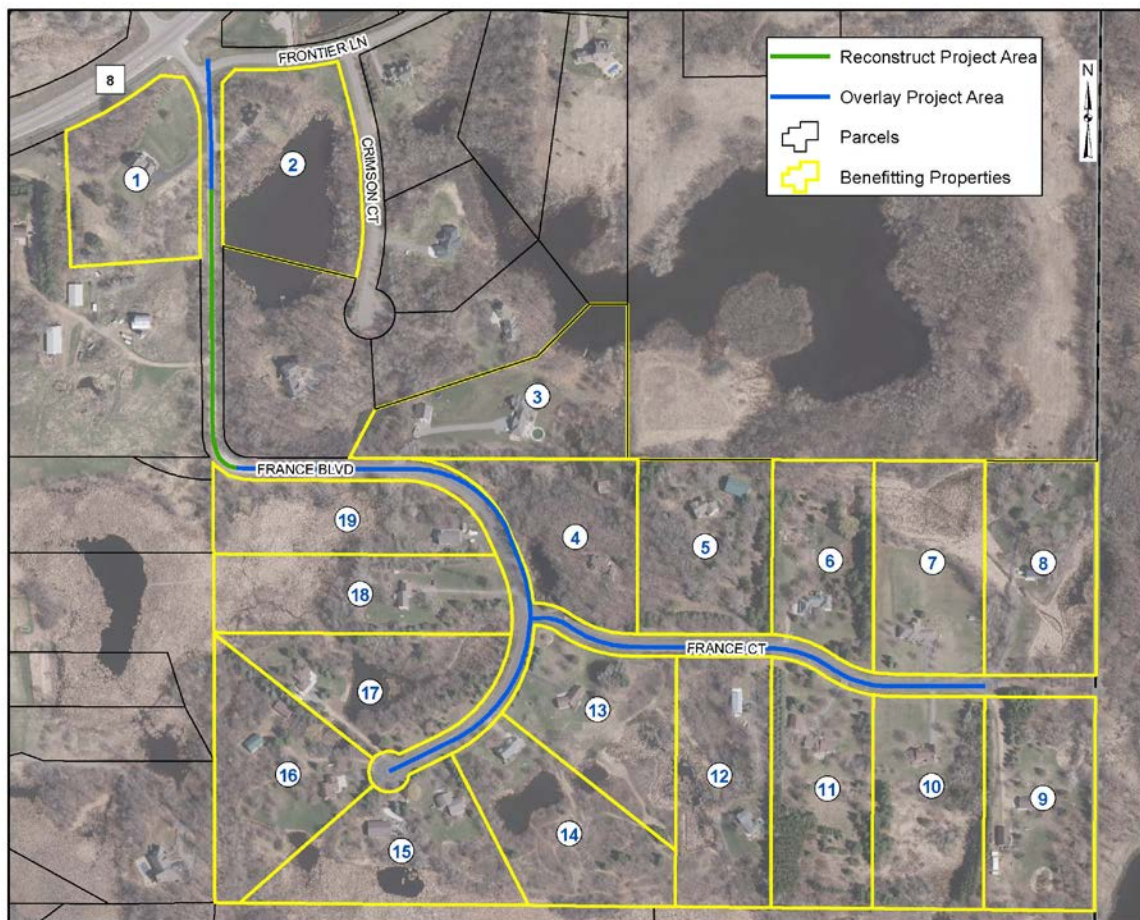 FRONTIER LN
8
Reconstruct Project Area
Overlay Project Area
Parcels
Benefitting Properties
N
CRIMSON CT
1
2
3
FRANCE BLVD
19
4
5
6
7
8
18
FRANCE CT
17
13
16
12
11
10
9
14
15